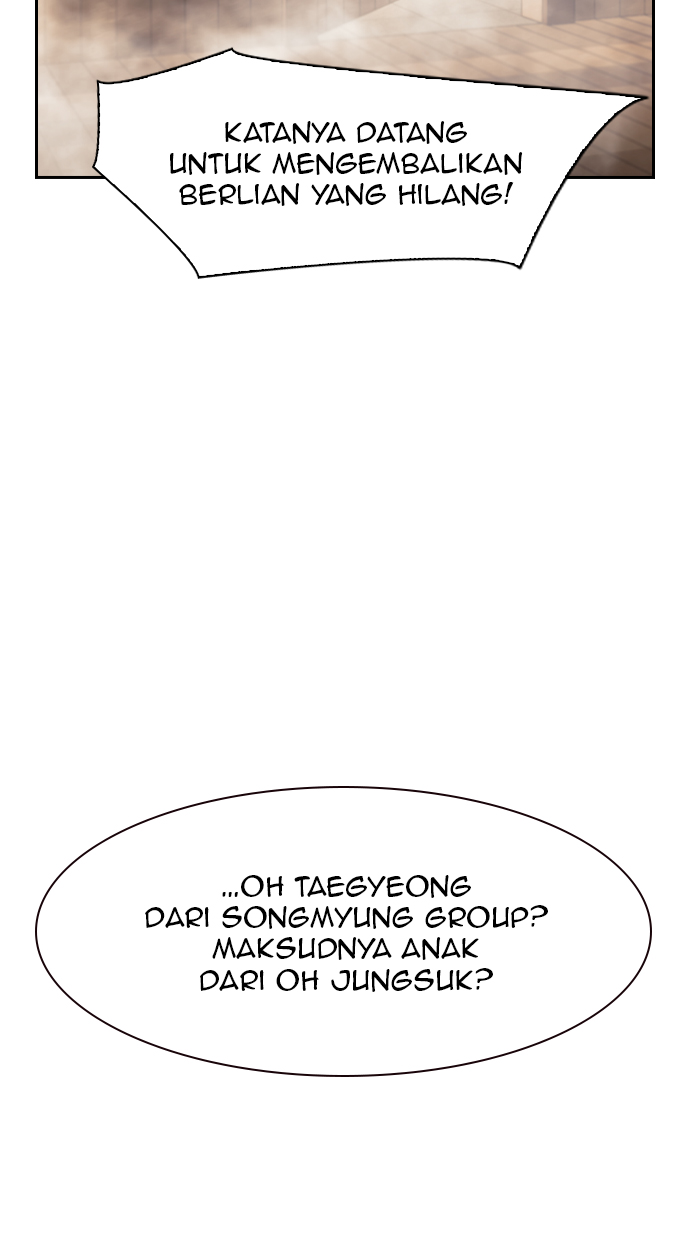 KATANYA DATANG
UNTUK MENGEMBALIKAN
BERLIAN YANG HILANG!
...OH TAEGYEONG
DARI SONGMYUNG GROUP?
MAKSUDNYA ANAK
DARI OH JUNGSUK?